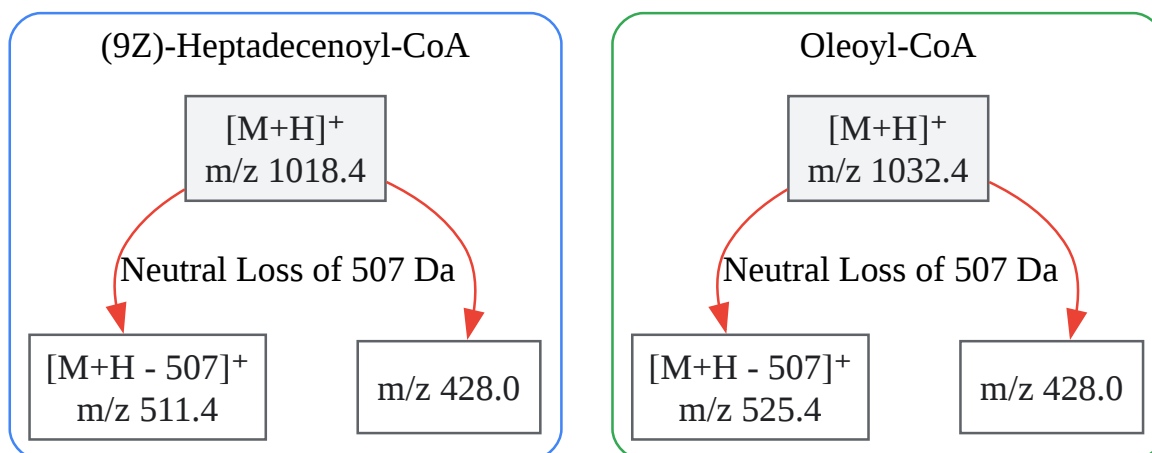 (9Z)-Heptadecenoyl-CoA
[M+H]⁺
m/z 1018.4
Neutral Loss of 507 Da
[M+H - 507]⁺
m/z 511.4
m/z 428.0
Oleoyl-CoA
[M+H]⁺
m/z 1032.4
Neutral Loss of 507 Da
[M+H - 507]⁺
m/z 525.4
m/z 428.0